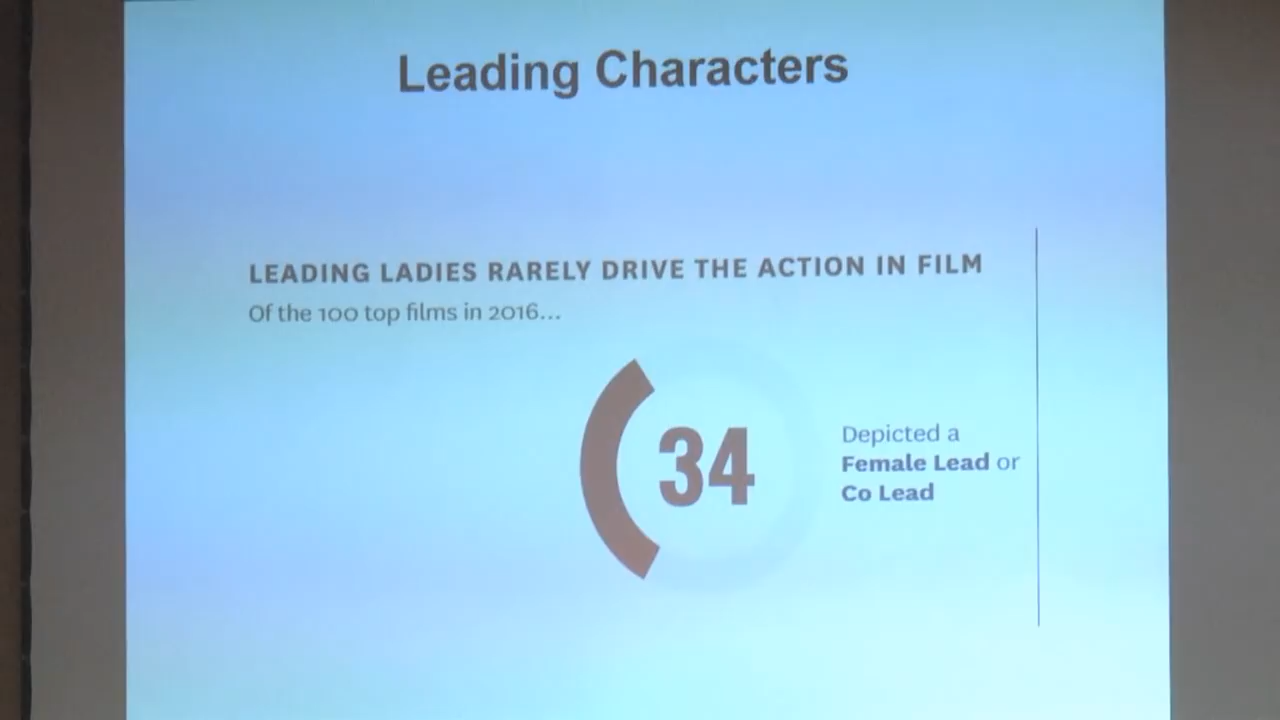 Leading Characters
LEADING LADIES RARELY DRIVE THE ACTION IN FILM
Of the 100 top films in 2016...
34
Depicted a
Female Lead or
Co Lead